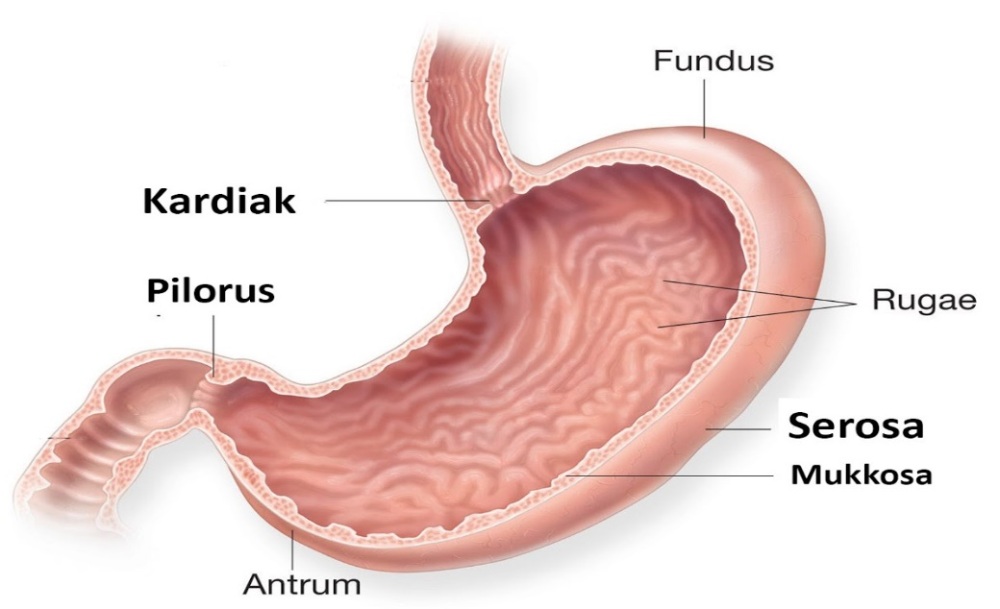 Fundus
Kardiak
Pilorus
Rugae
Serosa
Mukkosa
Antrum